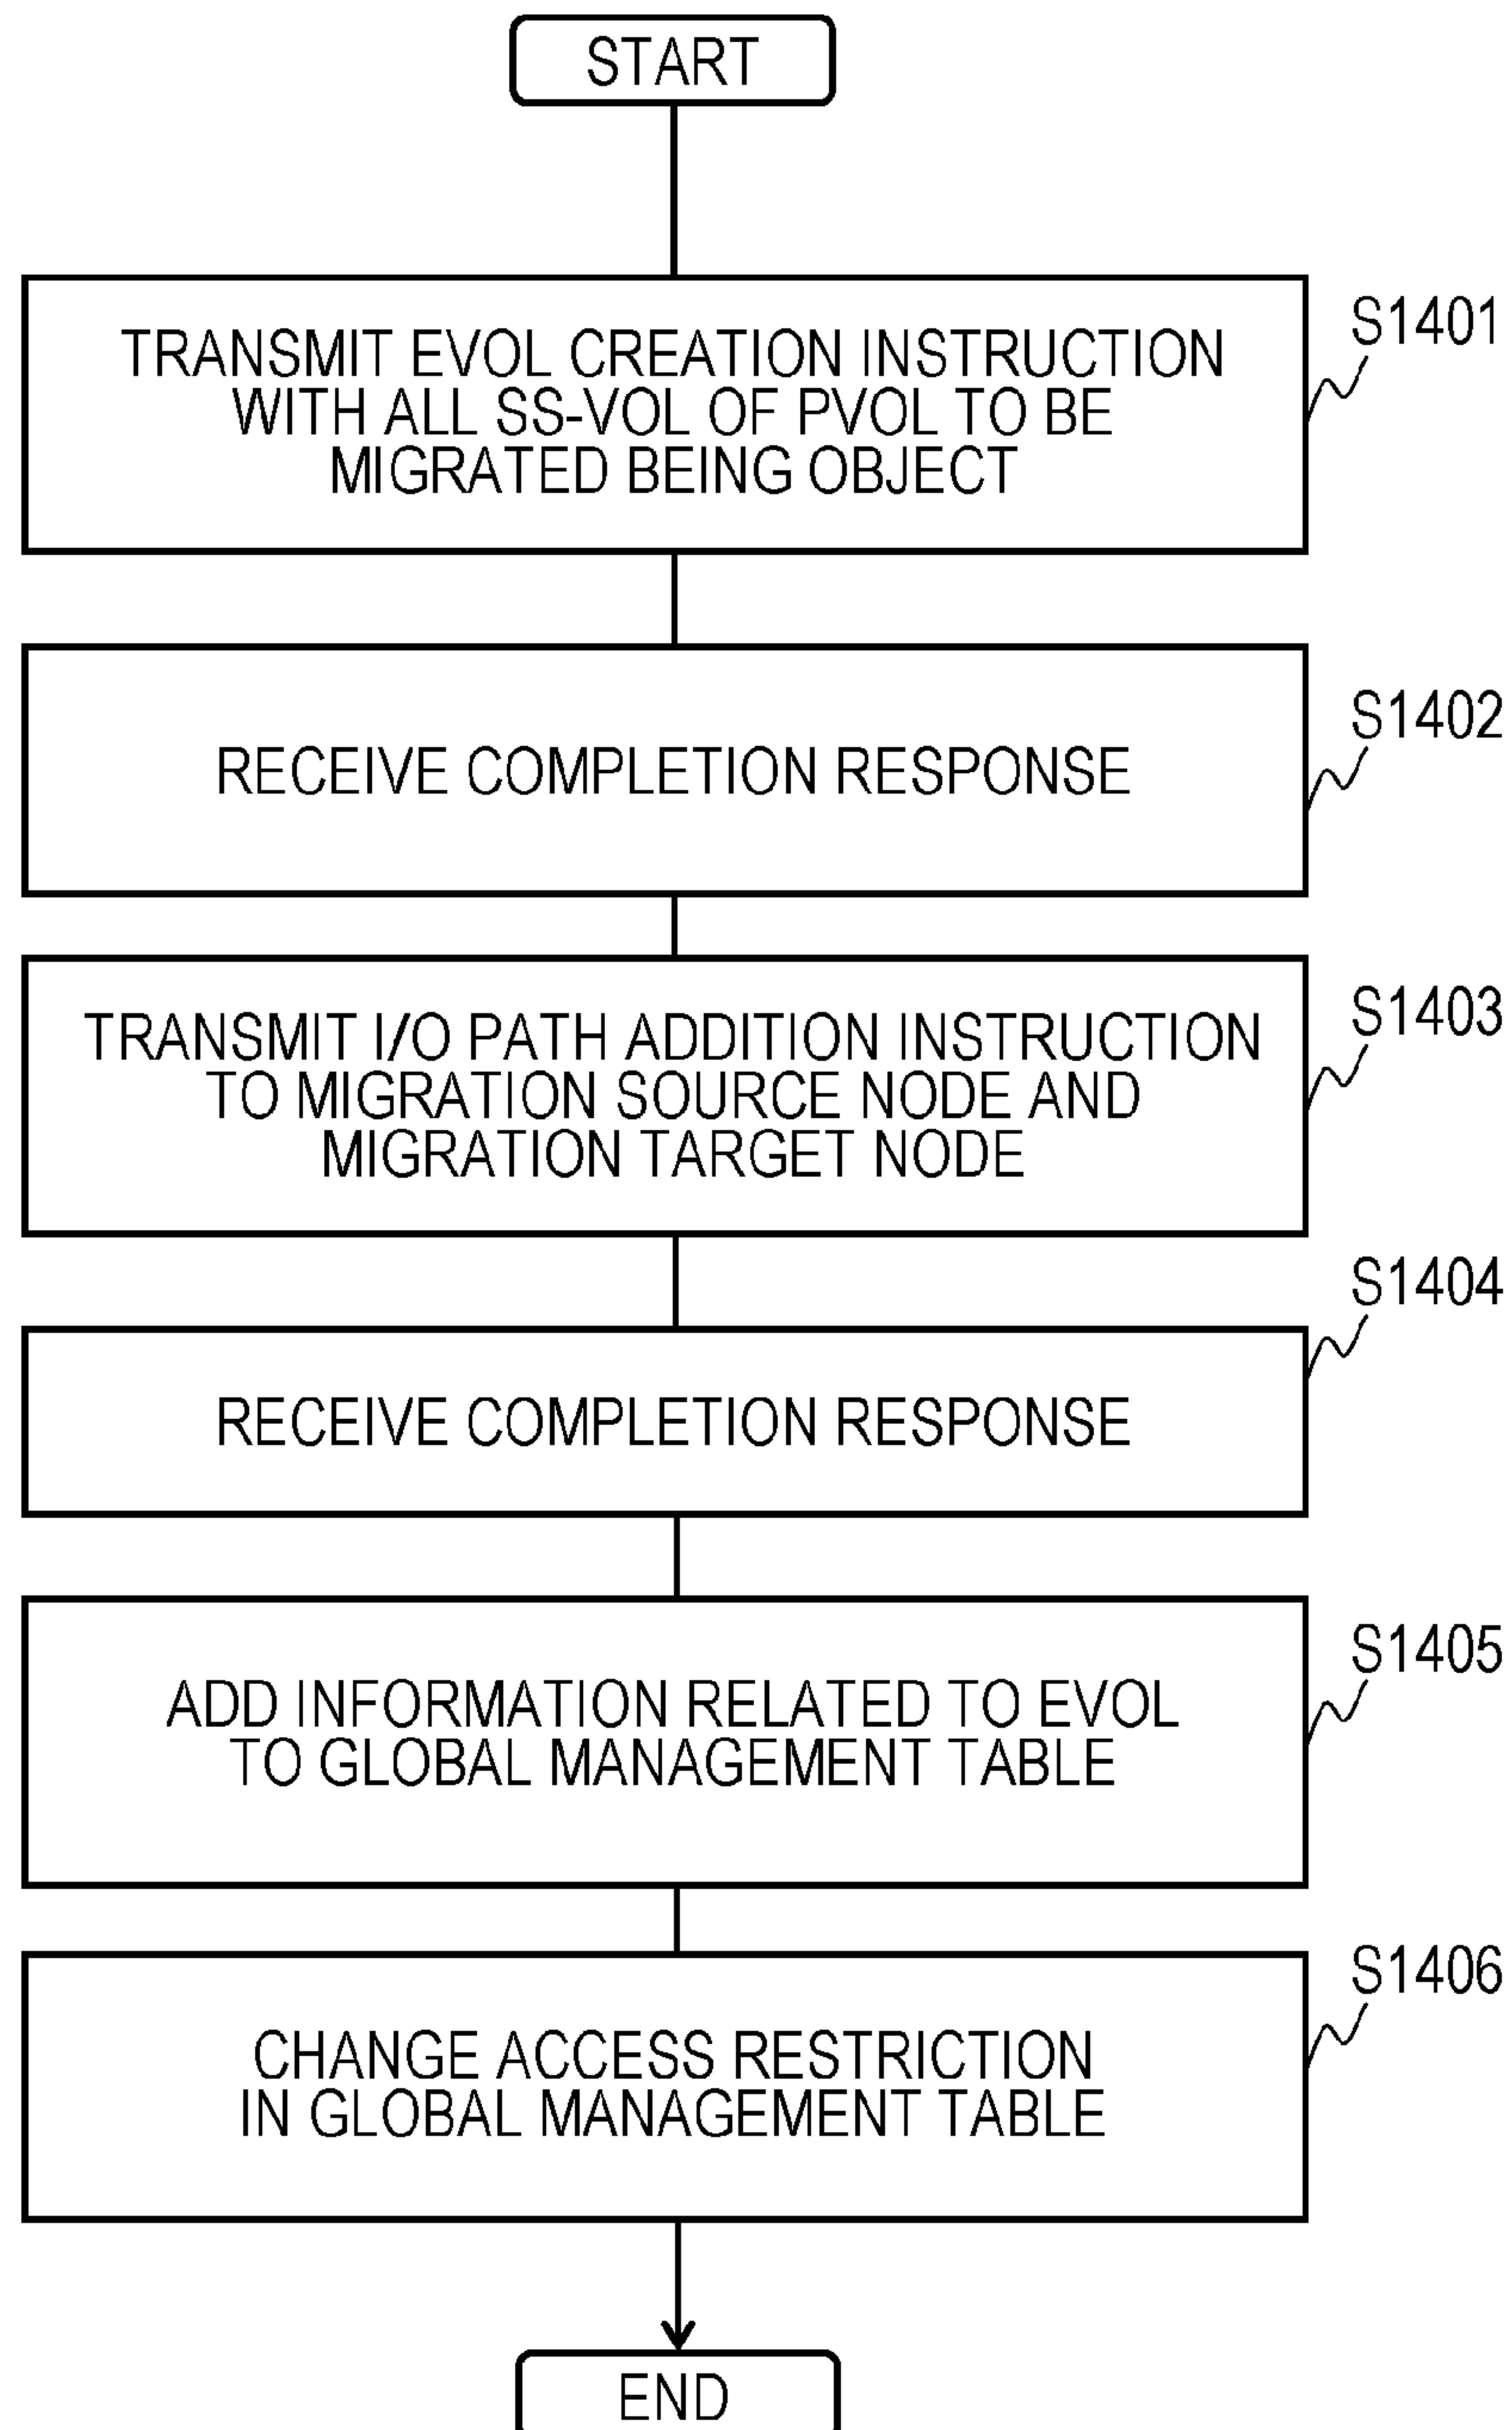 START
TRANSMIT EVOL CREATION INSTRUCTION
WITH ALL SS-VOL OF PVOL TO BE
MIGRATED BEING OBJECT
S1401
RECEIVE COMPLETION RESPONSE
S1402
TRANSMIT I/O PATH ADDITION INSTRUCTION
TO MIGRATION SOURCE NODE AND
MIGRATION TARGET NODE
S1403
RECEIVE COMPLETION RESPONSE
S1404
ADD INFORMATION RELATED TO EVOL
TO GLOBAL MANAGEMENT TABLE
S1405
CHANGE ACCESS RESTRICTION
IN GLOBAL MANAGEMENT TABLE
S1406
END